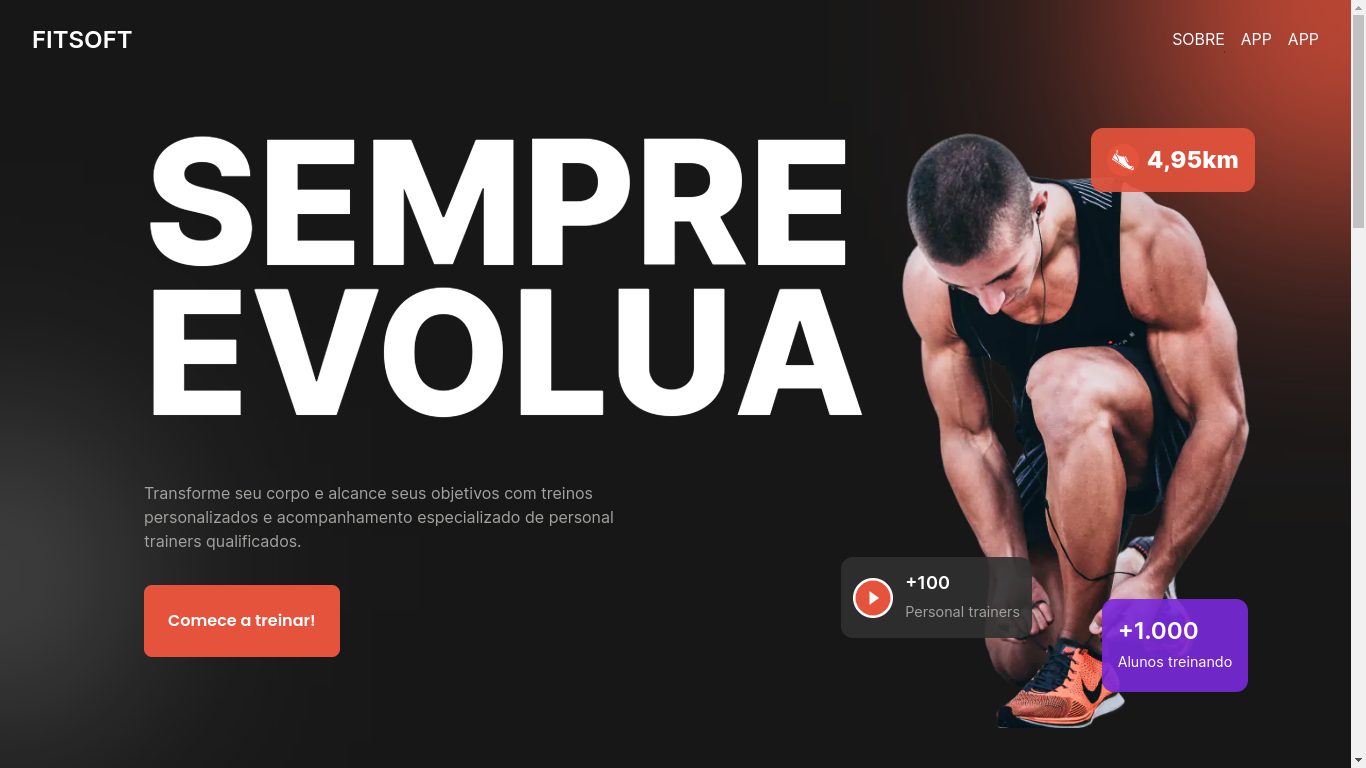 FITSOFT
SOBRE APP APP
SEMPRE
EVOLUA
4,95km
Transforme seu corpo e alcance seus objetivos com treinos
personalizados e acompanhamento especializado de personal
trainers qualificados.
Comece a treinar!
+100
Personal trainers
+1.000
Alunos treinando